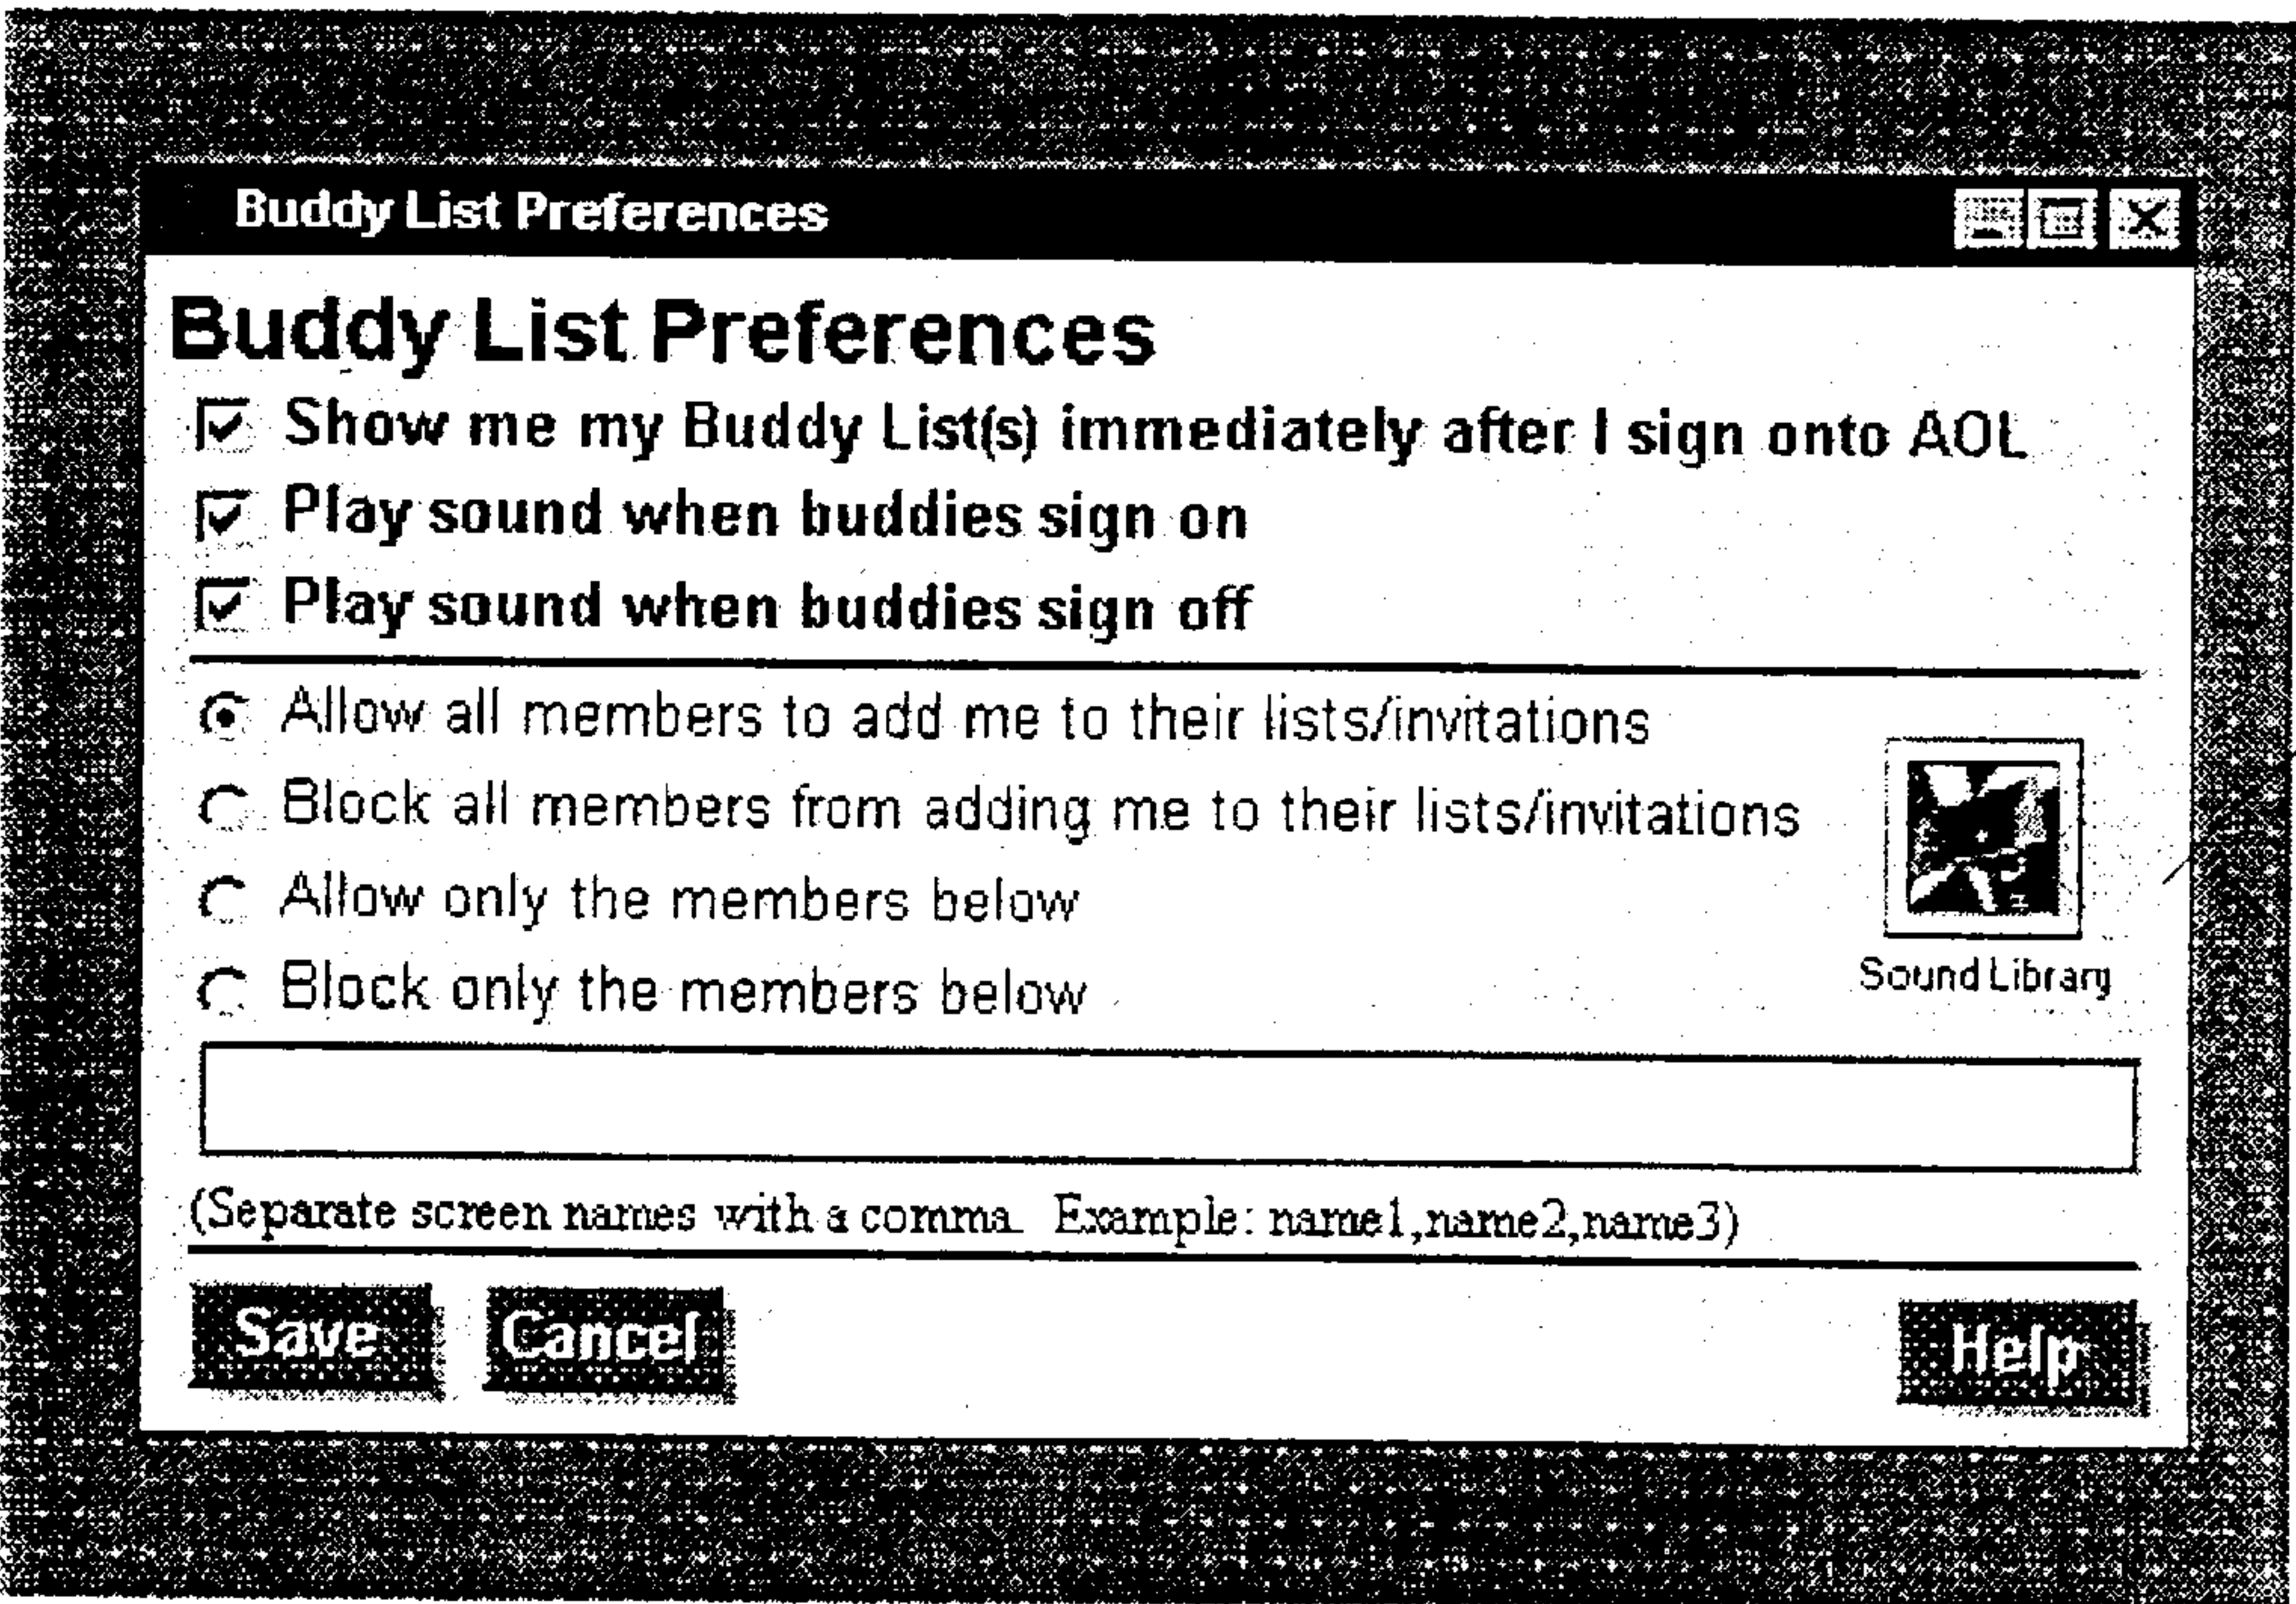 Buddy List Preferences
Buddy List Preferences
Show me my Buddy List(s) immediately after I sign onto AOL
Play sound when buddies sign on
Play sound when buddies sign off
Allow all members to add me to their lists/invitations
Block all members from adding me to their lists/invitations
Allow only the members below
Block only the members below
Sound Library
(Separate screen names with a comma. Example: name1,name2,name3)
Save Cancel Help